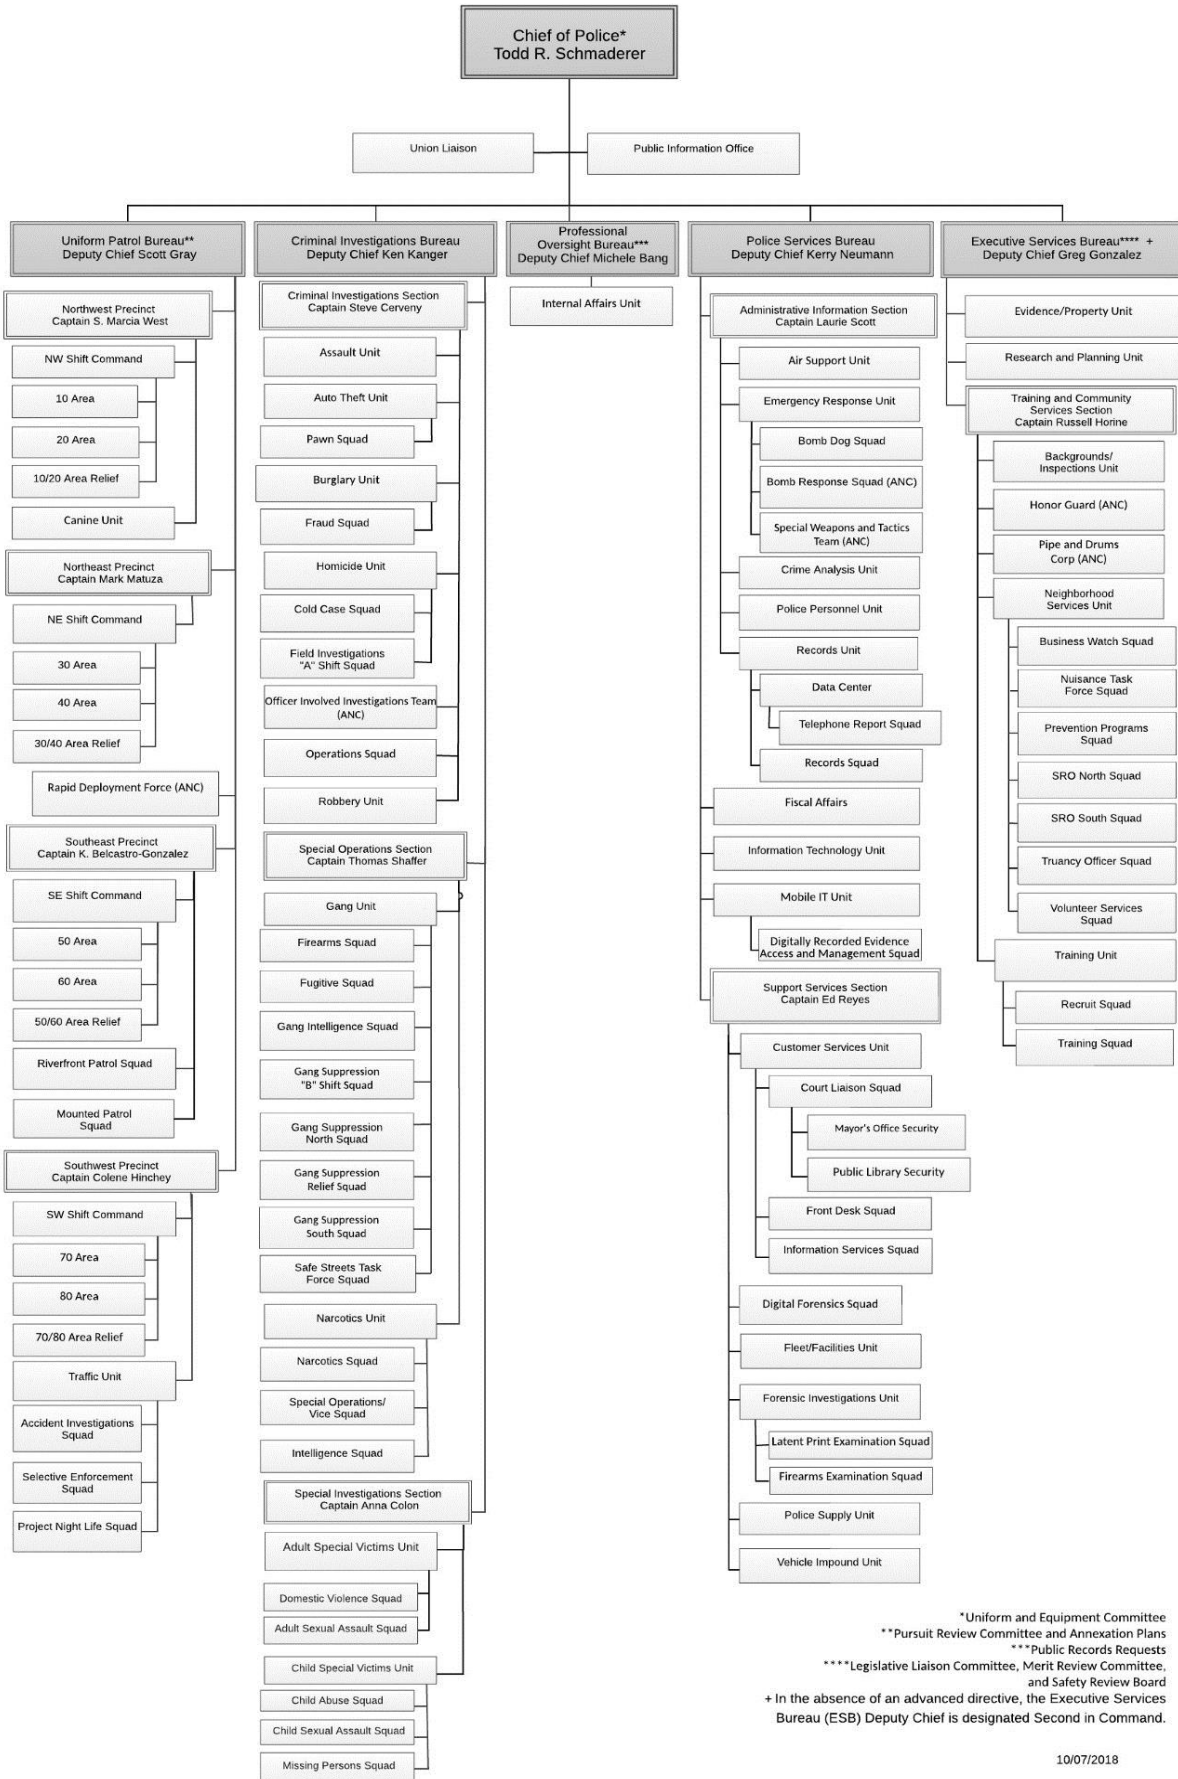 Chief of Police*
Todd R. Schmaderer
Union Liaison
Public Information Office
Uniform Patrol Bureau**
Deputy Chief Scott Gray
Northwest Precinct
Captain S. Marcia West
NW Shift Command
10 Area
20 Area
10/20 Area Relief
Canine Unit
Northeast Precinct
Captain Mark Matuza
NE Shift Command
30 Area
40 Area
30/40 Area Relief
Rapid Deployment Force (ANC)
Southeast Precinct
Captain K. Belcastro-Gonzalez
SE Shift Command
50 Area
60 Area
50/60 Area Relief
Riverfront Patrol Squad
Mounted Patrol
Squad
Southwest Precinct
Captain Colene Hinchey
SW Shift Command
70 Area
80 Area
70/80 Area Relief
Traffic Unit
Accident Investigations
Squad
Selective Enforcement
Squad
Project Night Life Squad
Criminal Investigations Bureau
Deputy Chief Ken Kanger
Criminal Investigations Section
Captain Steve Cerveny
Assault Unit
Auto Theft Unit
Pawn Squad
Burglary Unit
Fraud Squad
Homicide Unit
Cold Case Squad
Field Investigations
"A" Shift Squad
Officer Involved Investigations Team
(ANC)
Operations Squad
Robbery Unit
Special Operations Section
Captain Thomas Shaffer
Gang Unit
Firearms Squad
Fugitive Squad
Gang Intelligence Squad
Gang Suppression
"B" Shift Squad
Gang Suppression
North Squad
Gang Suppression
Relief Squad
Gang Suppression
South Squad
Safe Streets Task
Force Squad
Narcotics Unit
Narcotics Squad
Special Operations/
Vice Squad
Intelligence Squad
Special Investigations Section
Captain Anna Colon
Adult Special Victims Unit
Domestic Violence Squad
Adult Sexual Assault Squad
Child Special Victims Unit
Child Abuse Squad
Child Sexual Assault Squad
Missing Persons Squad
Professional
Oversight Bureau***
Deputy Chief Michele Bang
Internal Affairs Unit
Police Services Bureau
Deputy Chief Kerry Neumann
Administrative Information Section
Captain Laurie Scott
Air Support Unit
Emergency Response Unit
Bomb Dog Squad
Bomb Response Squad (ANC)
Special Weapons and Tactics
Team (ANC)
Crime Analysis Unit
Police Personnel Unit
Records Unit
Data Center
Telephone Report Squad
Records Squad
Fiscal Affairs
Information Technology Unit
Mobile IT Unit
Digitally Recorded Evidence
Access and Management Squad
Support Services Section
Captain Ed Reyes
Customer Services Unit
Court Liaison Squad
Mayor's Office Security
Public Library Security
Front Desk Squad
Information Services Squad
Digital Forensics Squad
Fleet/Facilities Unit
Forensic Investigations Unit
Latent Print Examination Squad
Firearms Examination Squad
Police Supply Unit
Vehicle Impound Unit
Executive Services Bureau**** +
Deputy Chief Greg Gonzalez
Evidence/Property Unit
Research and Planning Unit
Training and Community
Services Section
Captain Russell Horine
Backgrounds/
Inspections Unit
Honor Guard (ANC)
Pipe and Drums
Corp (ANC)
Neighborhood
Services Unit
Business Watch Squad
Nuisance Task
Force Squad
Prevention Programs
Squad
SRO North Squad
SRO South Squad
Truancy Officer Squad
Volunteer Services
Squad
Training Unit
Recruit Squad
Training Squad
*Uniform and Equipment Committee
**Pursuit Review Committee and Annexation Plans
***Public Records Requests
****Legislative Liaison Committee, Merit Review Committee,
and Safety Review Board
+ In the absence of an advanced directive, the Executive Services
Bureau (ESB) Deputy Chief is designated Second in Command.
10/07/2018